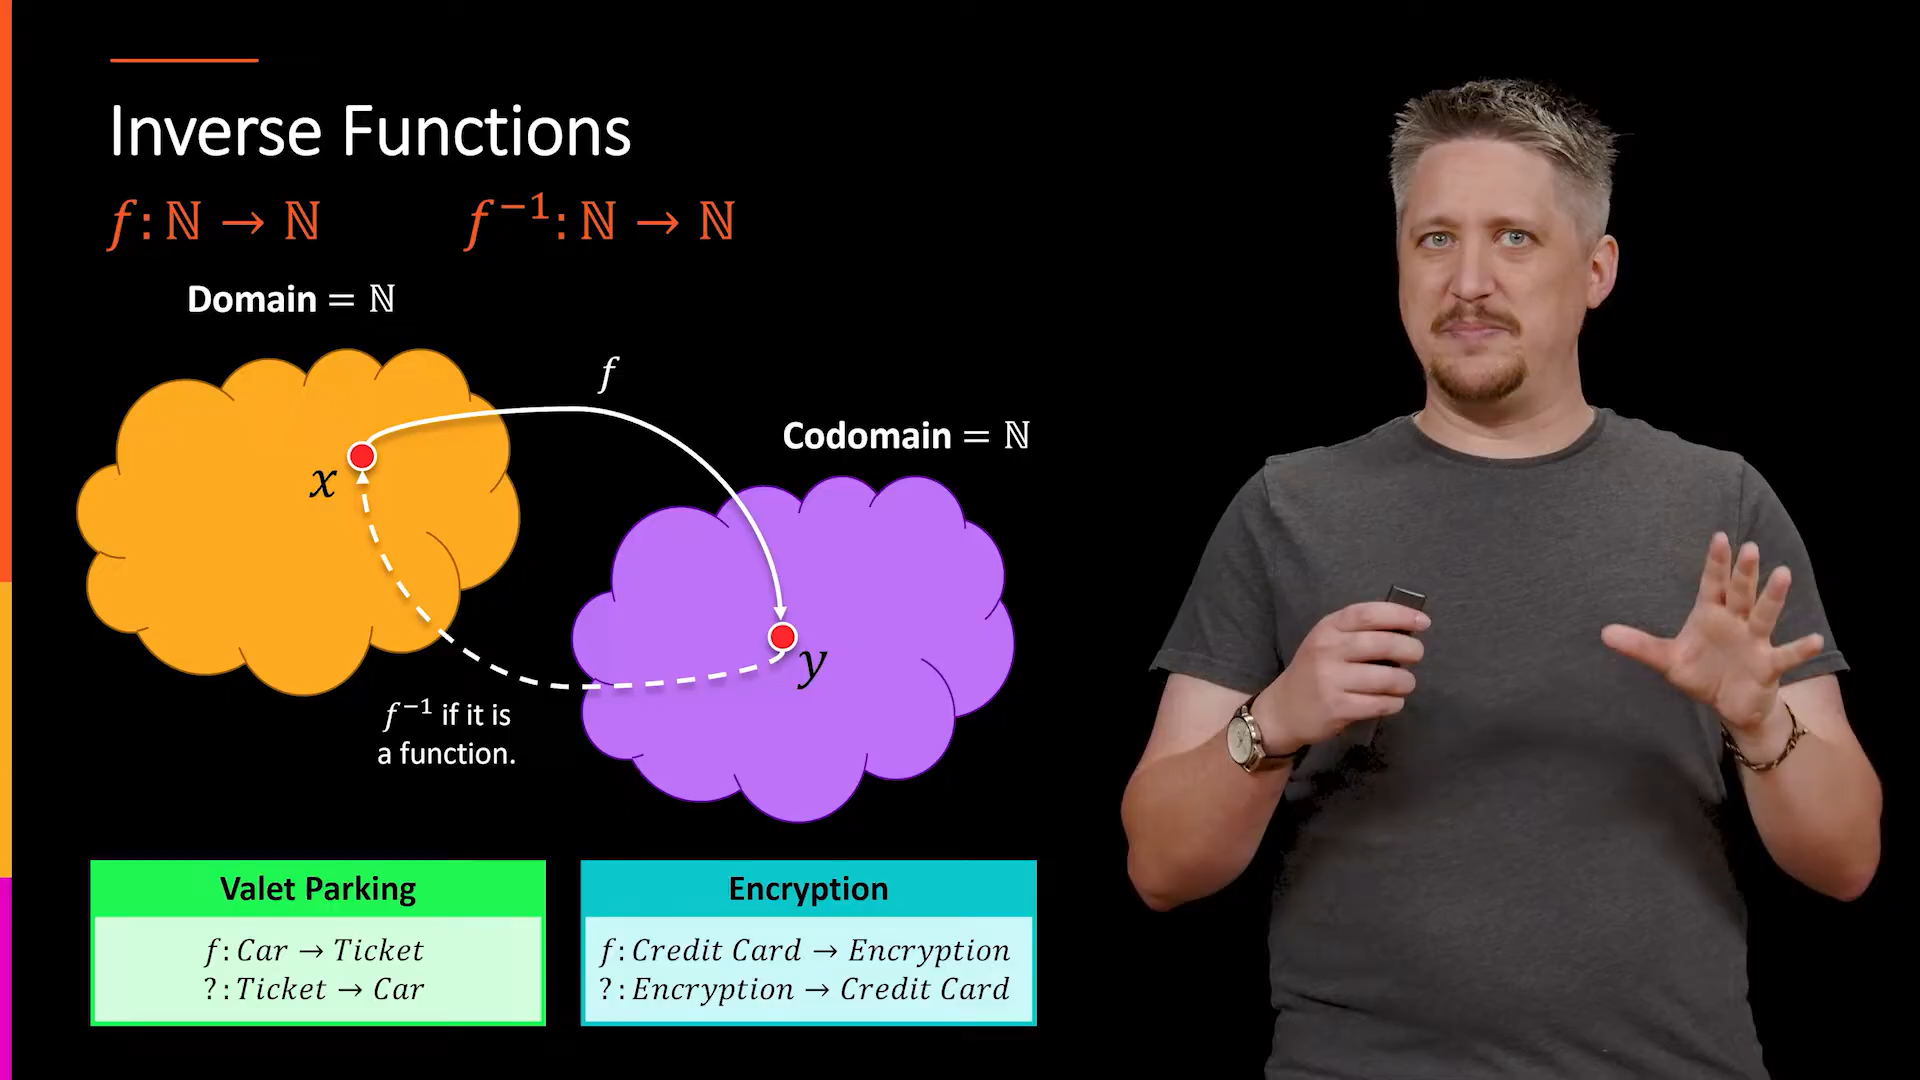 Inverse Functions
f: ℕ → ℕ
f⁻¹: ℕ → ℕ
Domain = ℕ
f
Codomain = ℕ
x
y
f⁻¹ if it is
a function.
Valet Parking
f: Car → Ticket
?: Ticket → Car
Encryption
f: Credit Card → Encryption
?: Encryption → Credit Card